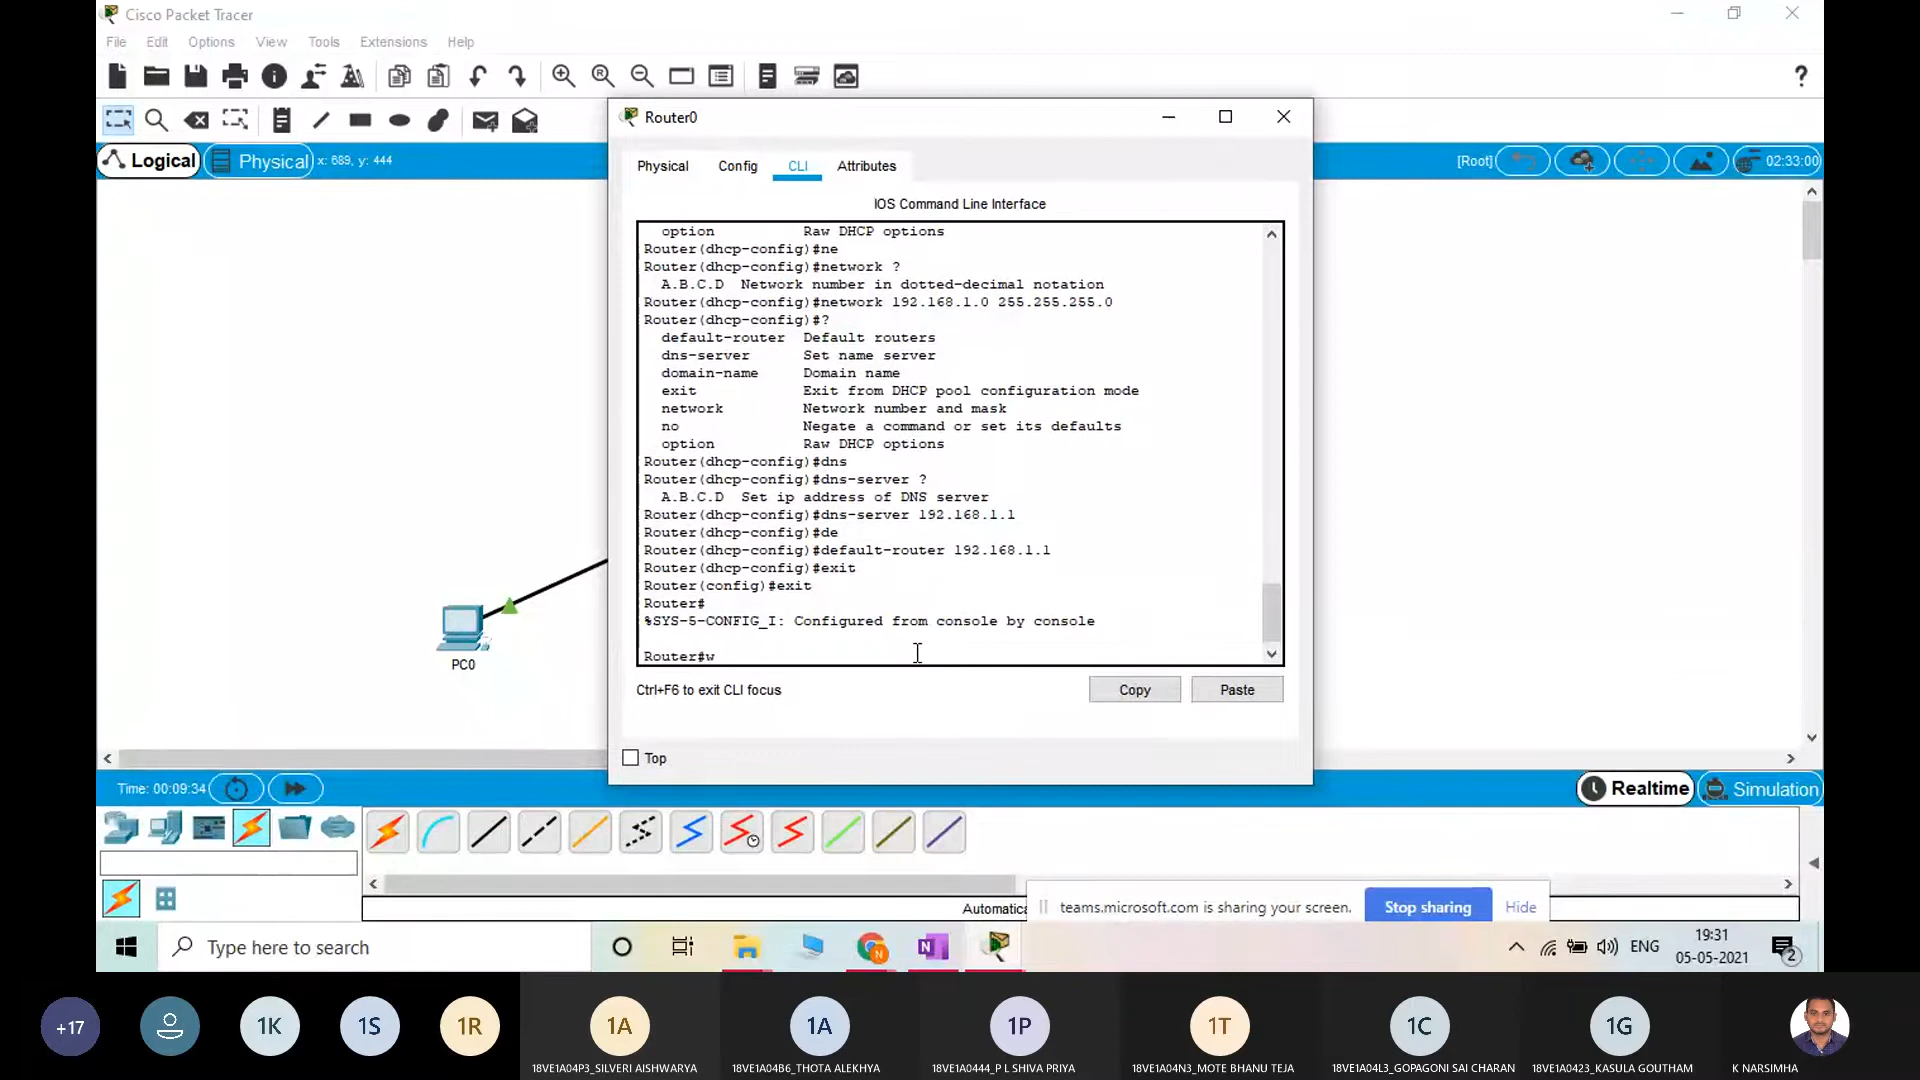 Cisco Packet Tracer
File Edit Options View Tools Extensions Help
Logical Physical x: 689, y: 444
[Root] 02:33:00
Router0
Physical Config CLI Attributes
IOS Command Line Interface
option Raw DHCP options
Router(dhcp-config)#ne
Router(dhcp-config)#network ?
A.B.C.D Network number in dotted-decimal notation
Router(dhcp-config)#network 192.168.1.0 255.255.255.0
Router(dhcp-config)#?
default-router Default routers
dns-server Set name server
domain-name Domain name
exit Exit from DHCP pool configuration mode
network Network number and mask
no Negate a command or set its defaults
option Raw DHCP options
Router(dhcp-config)#dns
Router(dhcp-config)#dns-server ?
A.B.C.D Set ip address of DNS server
Router(dhcp-config)#dns-server 192.168.1.1
Router(dhcp-config)#de
Router(dhcp-config)#default-router 192.168.1.1
Router(dhcp-config)#exit
Router(config)#exit
Router#
%SYS-5-CONFIG_I: Configured from console by console
Router#w
Ctrl+F6 to exit CLI focus
Copy Paste
Top
PC0
Time: 00:09:34
Realtime Simulation
Automatica
teams.microsoft.com is sharing your screen. Stop sharing Hide
Type here to search
ENG
19:31
05-05-2021
2
+17 1K 1S 1R 1A 1A 1P 1T 1C 1G
18VE1A04P3_SILVERI AISHWARYA 18VE1A04B6_THOTA ALEKHYA 18VE1A0444_P L SHIVA PRIYA 18VE1A04N3_MOTE BHANU TEJA 18VE1A04L3_GOPAGONI SAI CHARAN 18VE1A0423_KASULA GOUTHAM K NARSIMHA